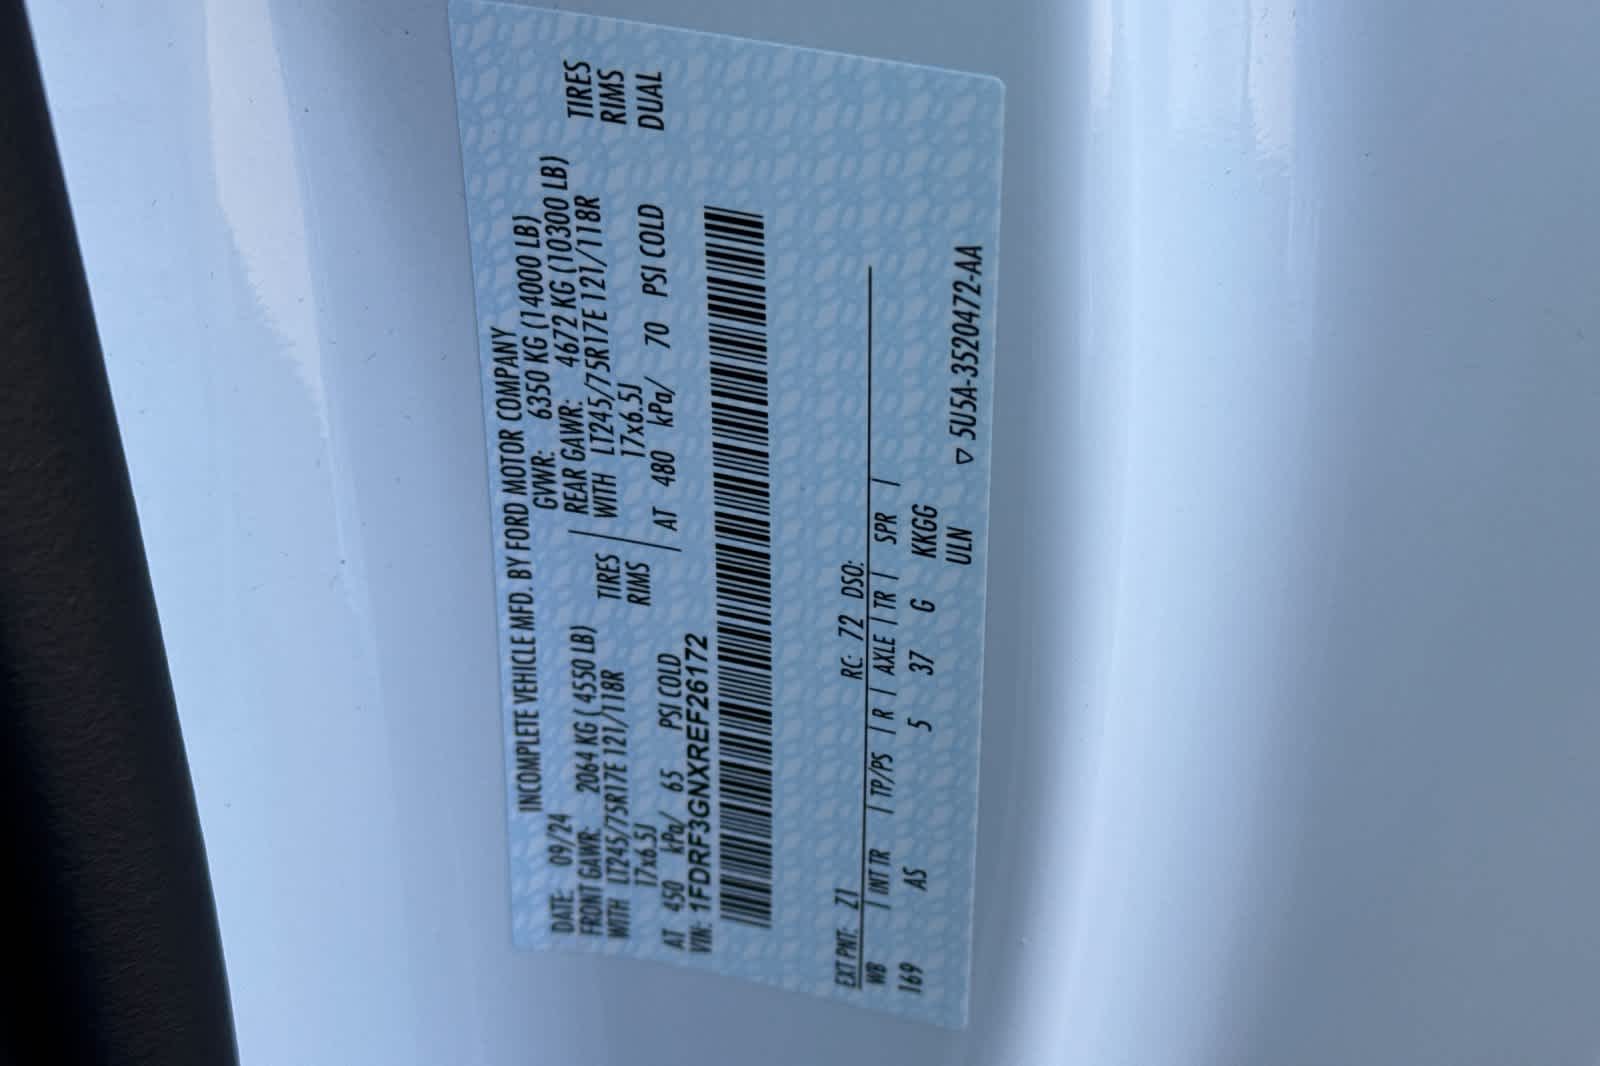 INCOMPLETE VEHICLE MFD. BY FORD MOTOR COMPANY
DATE: 09/24 GVWR: 6350 KG (14000 LB)
FRONT GAWR: 2064 KG ( 4550 LB) REAR GAWR: 4672 KG (10300 LB)
WITH LT245/75R17E 121/118R TIRES WITH LT245/75R17E 121/118R TIRES
17x6.5J RIMS 17x6.5J RIMS
AT 450 kPa/ 65 PSI COLD AT 480 kPa/ 70 PSI COLD DUAL
VIN: 1FDRF3GNXREF26172
EXT PNT: Z1 RC: 72 DSO:
WB | INT TR | TP/PS | R | AXLE | TR | SPR |
169 AS 5 37 G KKGG
ULN
▽ 5U5A-3520472-AA